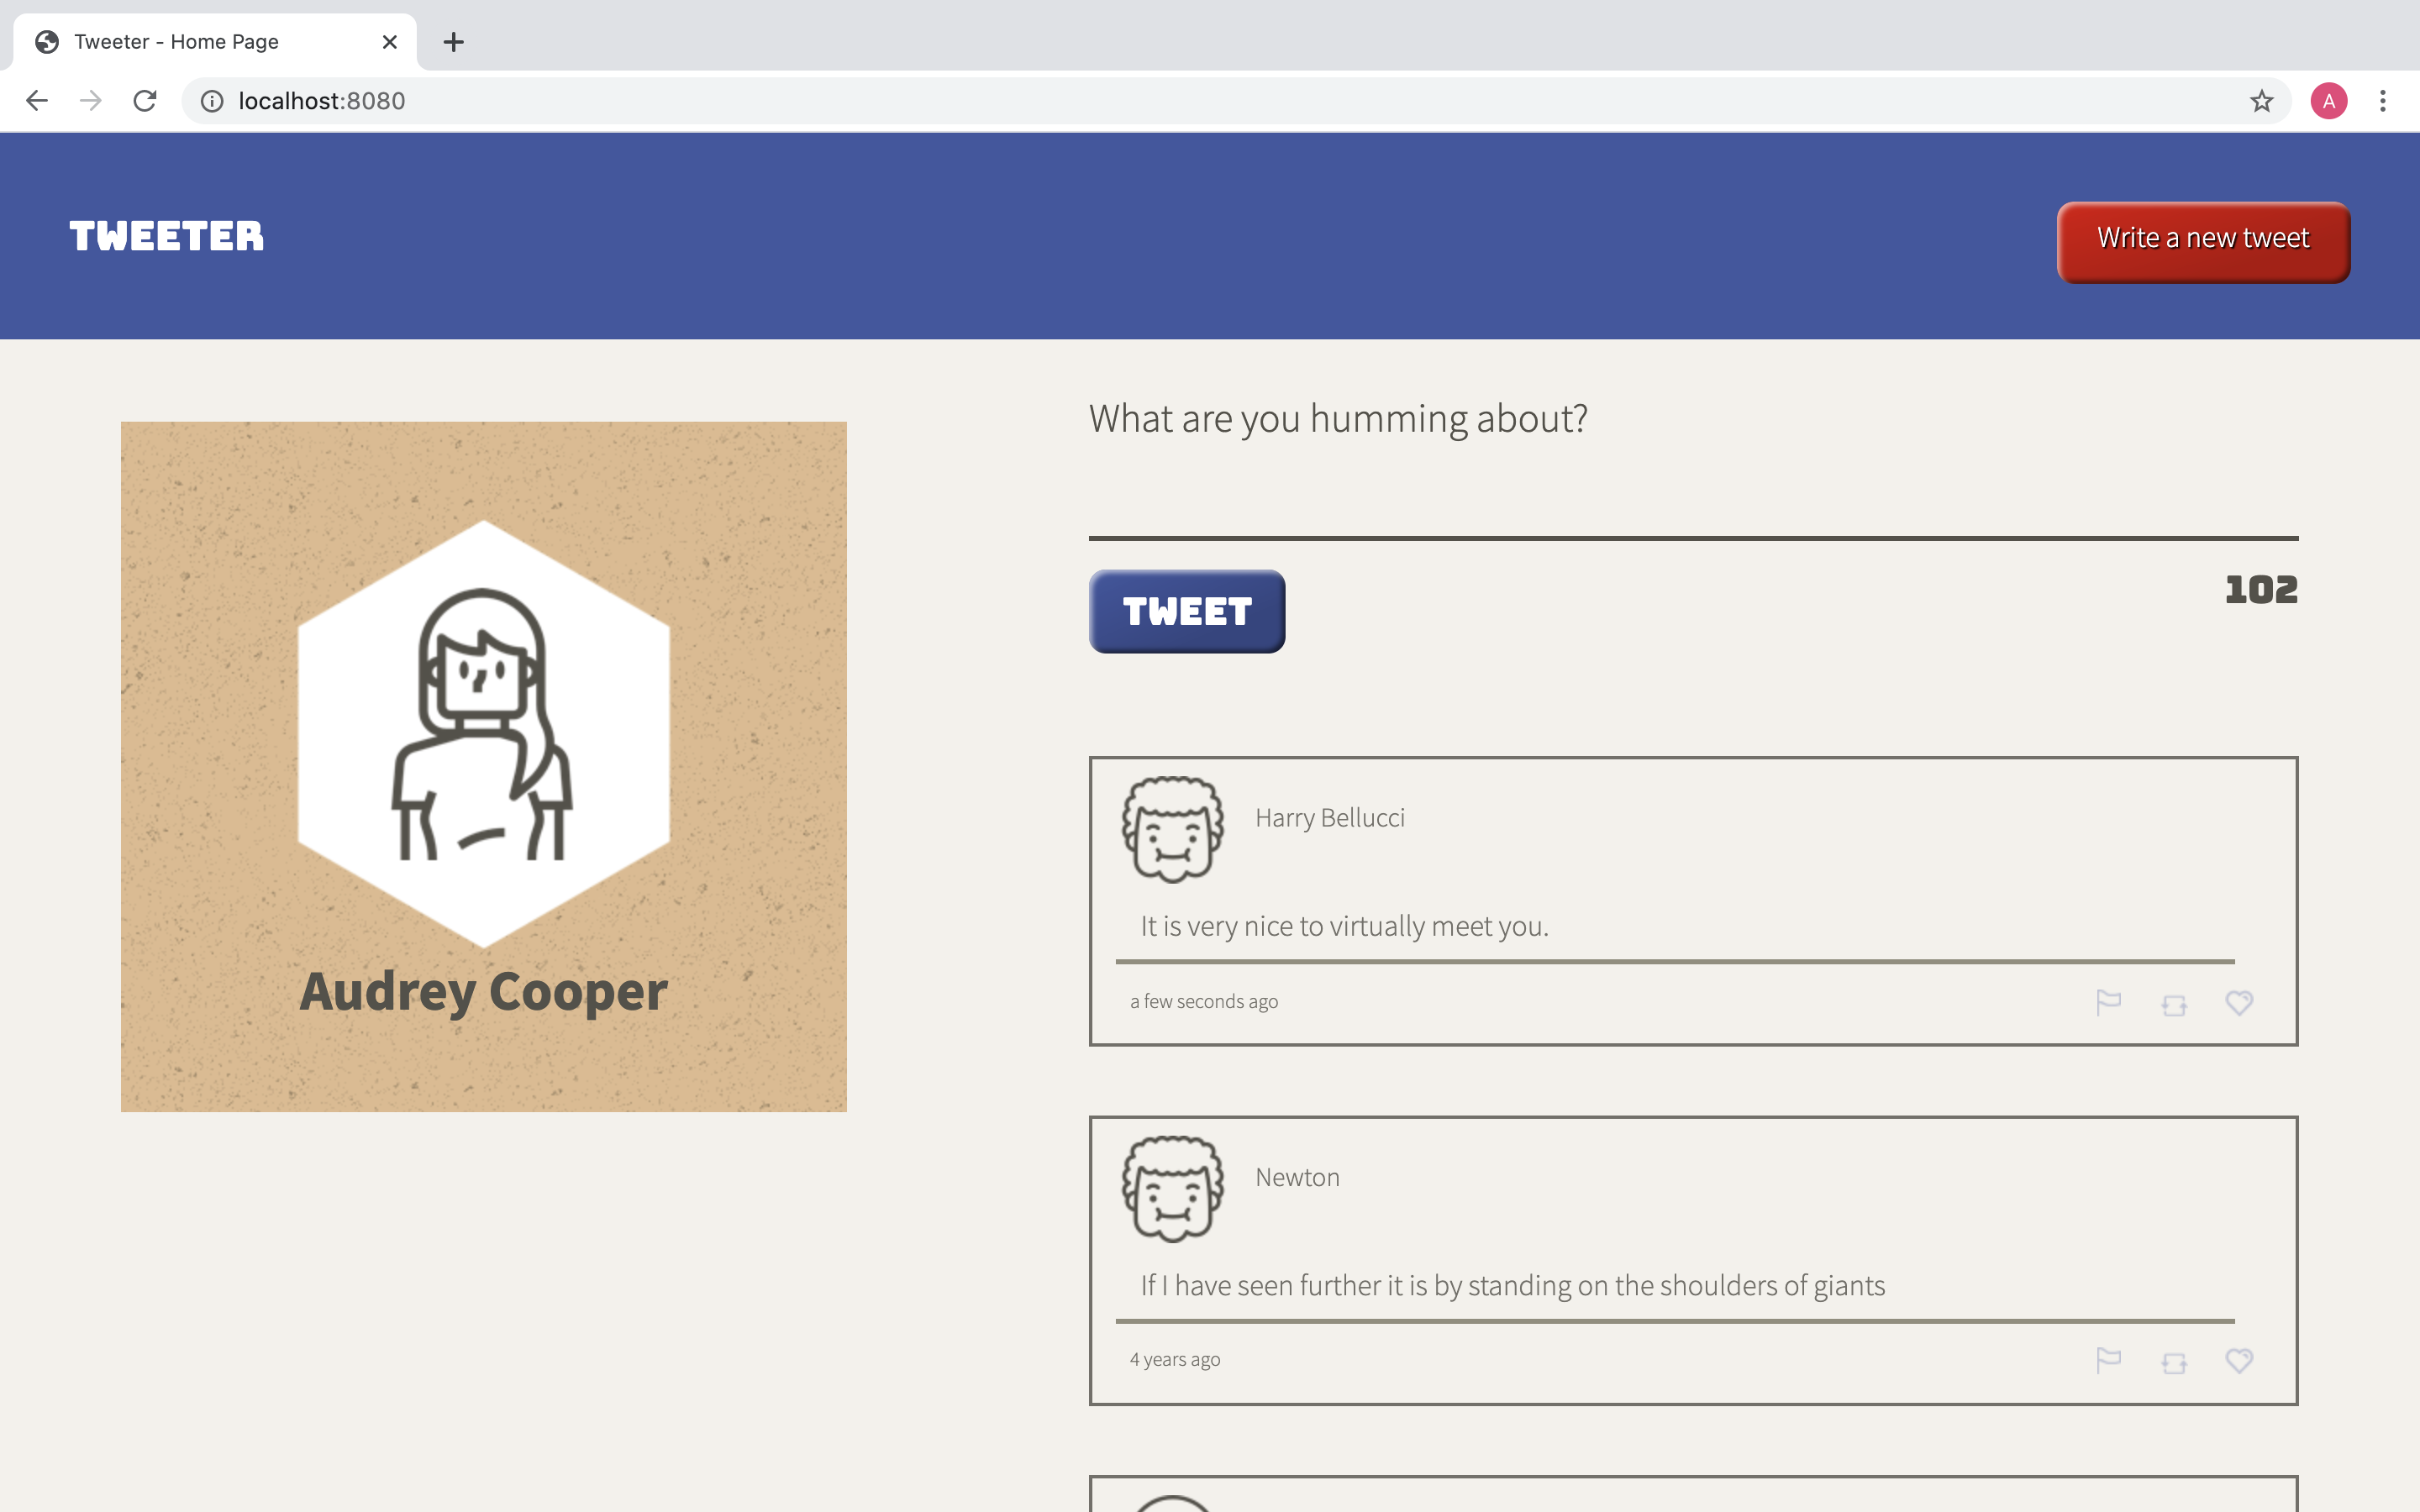 Tweeter - Home Page
localhost:8080
A
TWEETER
Write a new tweet
Audrey Cooper
What are you humming about?
TWEET
102
Harry Bellucci
It is very nice to virtually meet you.
a few seconds ago
Newton
If I have seen further it is by standing on the shoulders of giants
4 years ago